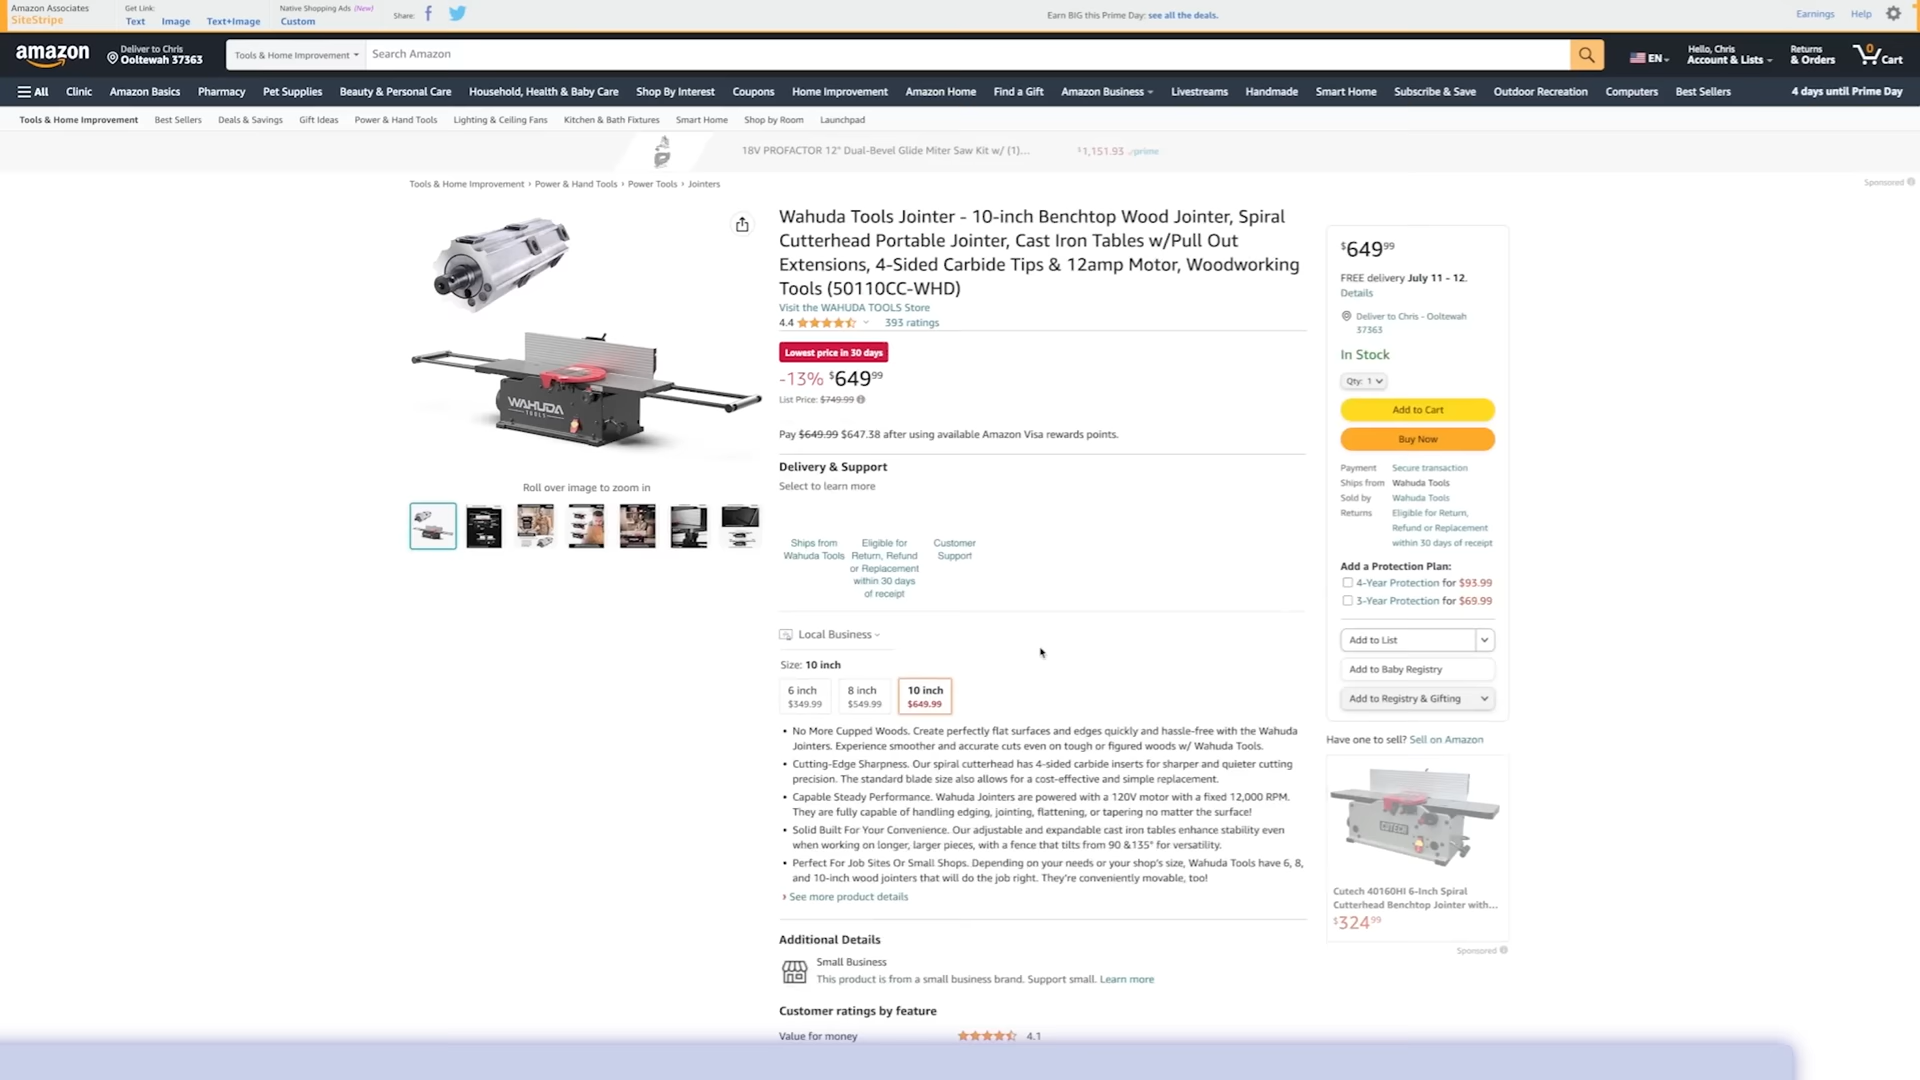 Amazon Associates
SiteStripe
Get Link:
Text Image Text+Image
Native Shopping Ads (New)
Custom
Share:
Earn BIG this Prime Day: see all the deals.
Earnings Help
amazon
Deliver to Chris
Ooltewah 37363
Tools & Home Improvement
Search Amazon
EN
Hello, Chris
Account & Lists
Returns
& Orders
0
Cart
All Clinic Amazon Basics Pharmacy Pet Supplies Beauty & Personal Care Household, Health & Baby Care Shop By Interest Coupons Home Improvement Amazon Home Find a Gift Amazon Business Livestreams Handmade Smart Home Subscribe & Save Outdoor Recreation Computers Best Sellers 4 days until Prime Day
Tools & Home Improvement Best Sellers Deals & Savings Gift Ideas Power & Hand Tools Lighting & Ceiling Fans Kitchen & Bath Fixtures Smart Home Shop by Room Launchpad
18V PROFACTOR 12" Dual-Bevel Glide Miter Saw Kit w/ (1)... $1,151.93 prime
Sponsored
Tools & Home Improvement › Power & Hand Tools › Power Tools › Jointers
WAHUDA
TOOLS
Roll over image to zoom in
Wahuda Tools Jointer - 10-inch Benchtop Wood Jointer, Spiral
Cutterhead Portable Jointer, Cast Iron Tables w/Pull Out
Extensions, 4-Sided Carbide Tips & 12amp Motor, Woodworking
Tools (50110CC-WHD)
Visit the WAHUDA TOOLS Store
4.4 393 ratings
Lowest price in 30 days
-13% $649.99
List Price: $749.99
Pay $649.99 $647.38 after using available Amazon Visa rewards points.
Delivery & Support
Select to learn more
Ships from
Wahuda Tools
Eligible for
Return, Refund
or Replacement
within 30 days
of receipt
Customer
Support
Local Business
Size: 10 inch
6 inch
$349.99
8 inch
$549.99
10 inch
$649.99
• No More Cupped Woods. Create perfectly flat surfaces and edges quickly and hassle-free with the Wahuda
Jointers. Experience smoother and accurate cuts even on tough or figured woods w/ Wahuda Tools.
• Cutting-Edge Sharpness. Our spiral cutterhead has 4-sided carbide inserts for sharper and quieter cutting
precision. The standard blade size also allows for a cost-effective and simple replacement.
• Capable Steady Performance. Wahuda Jointers are powered with a 120V motor with a fixed 12,000 RPM.
They are fully capable of handling edging, jointing, flattening, or tapering no matter the surface!
• Solid Built For Your Convenience. Our adjustable and expandable cast iron tables enhance stability even
when working on longer, larger pieces, with a fence that tilts from 90 &135° for versatility.
• Perfect For Job Sites Or Small Shops. Depending on your needs or your shop's size, Wahuda Tools have 6, 8,
and 10-inch wood jointers that will do the job right. They're conveniently movable, too!
› See more product details
Additional Details
Small Business
This product is from a small business brand. Support small. Learn more
Customer ratings by feature
Value for money 4.1
$649.99
FREE delivery July 11 - 12.
Details
Deliver to Chris - Ooltewah
37363
In Stock
Qty: 1
Add to Cart
Buy Now
Payment Secure transaction
Ships from Wahuda Tools
Sold by Wahuda Tools
Returns Eligible for Return,
Refund or Replacement
within 30 days of receipt
Add a Protection Plan:
4-Year Protection for $93.99
3-Year Protection for $69.99
Add to List
Add to Baby Registry
Add to Registry & Gifting
Have one to sell? Sell on Amazon
CUTECH
Cutech 40160HI 6-Inch Spiral
Cutterhead Benchtop Jointer with...
$324.99
Sponsored